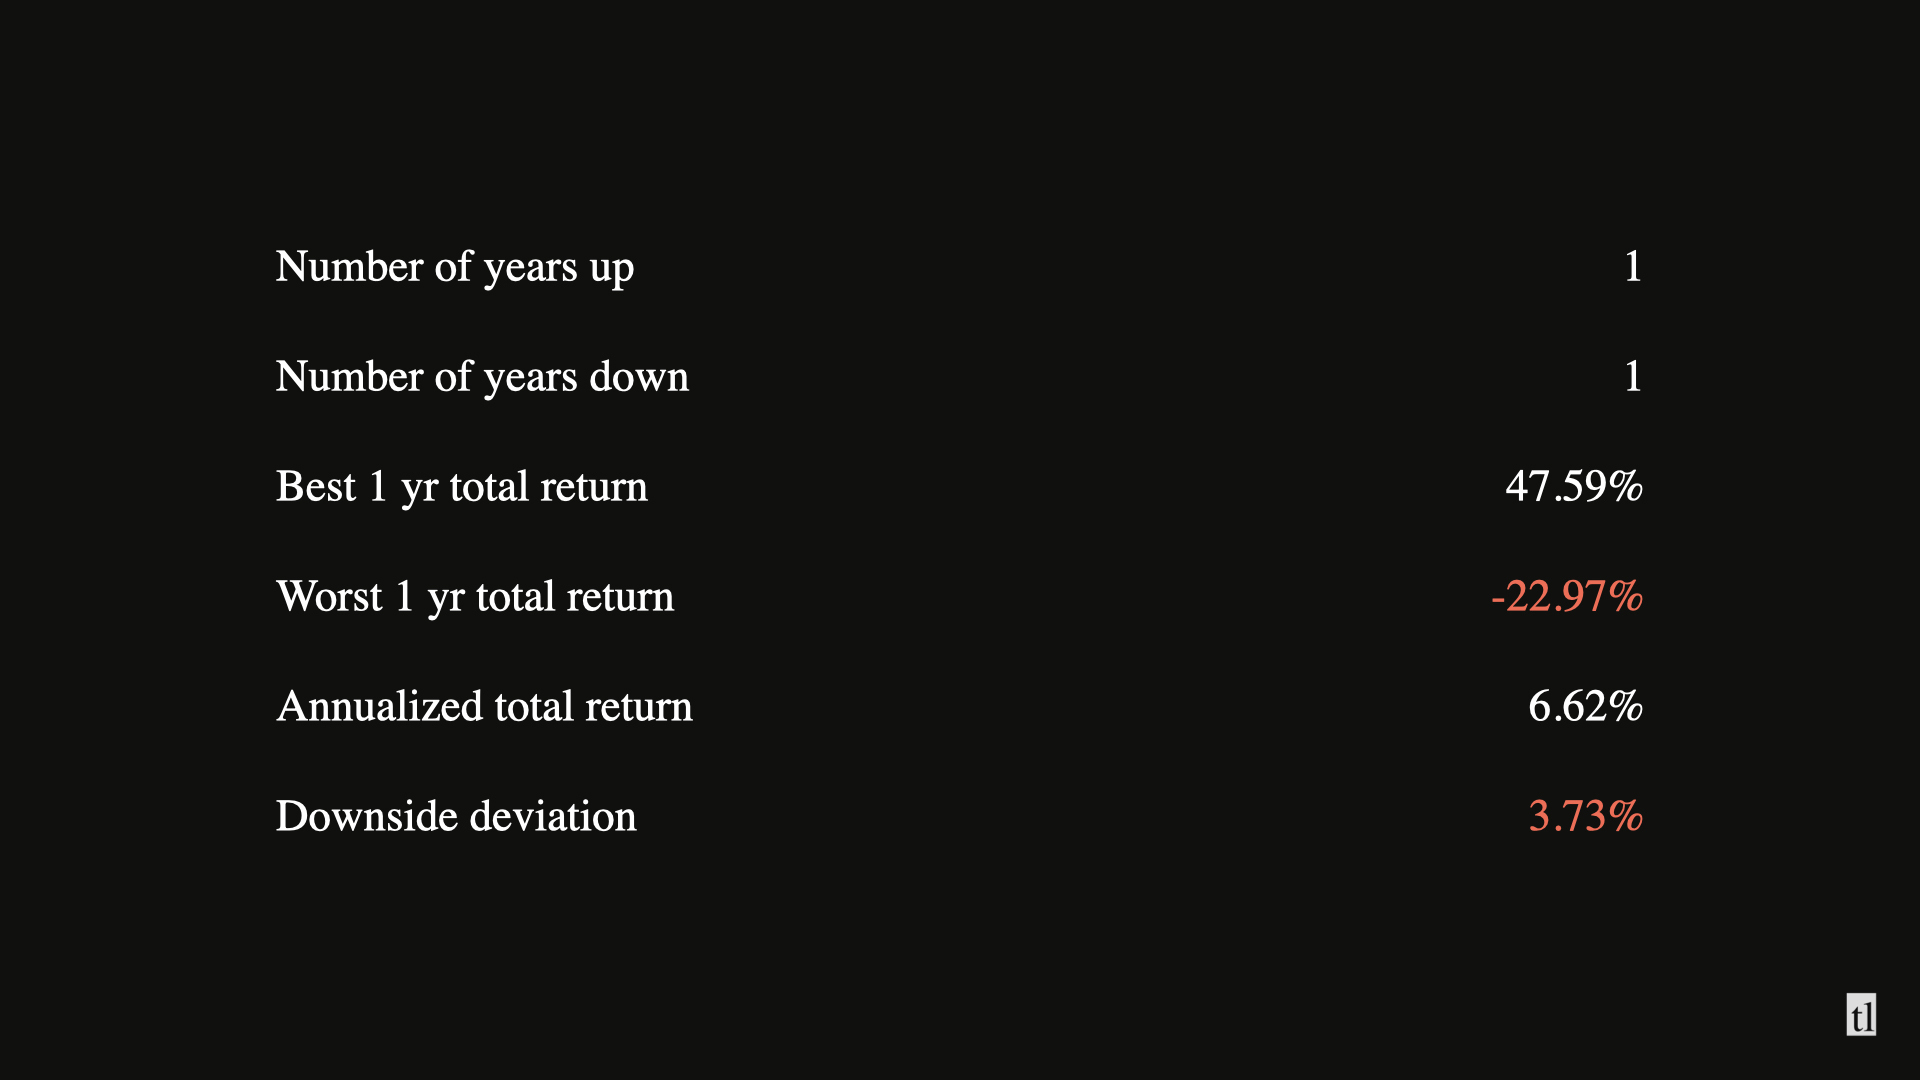 Number of years up 1
Number of years down 1
Best 1 yr total return 47.59%
Worst 1 yr total return -22.97%
Annualized total return 6.62%
Downside deviation 3.73%
tl